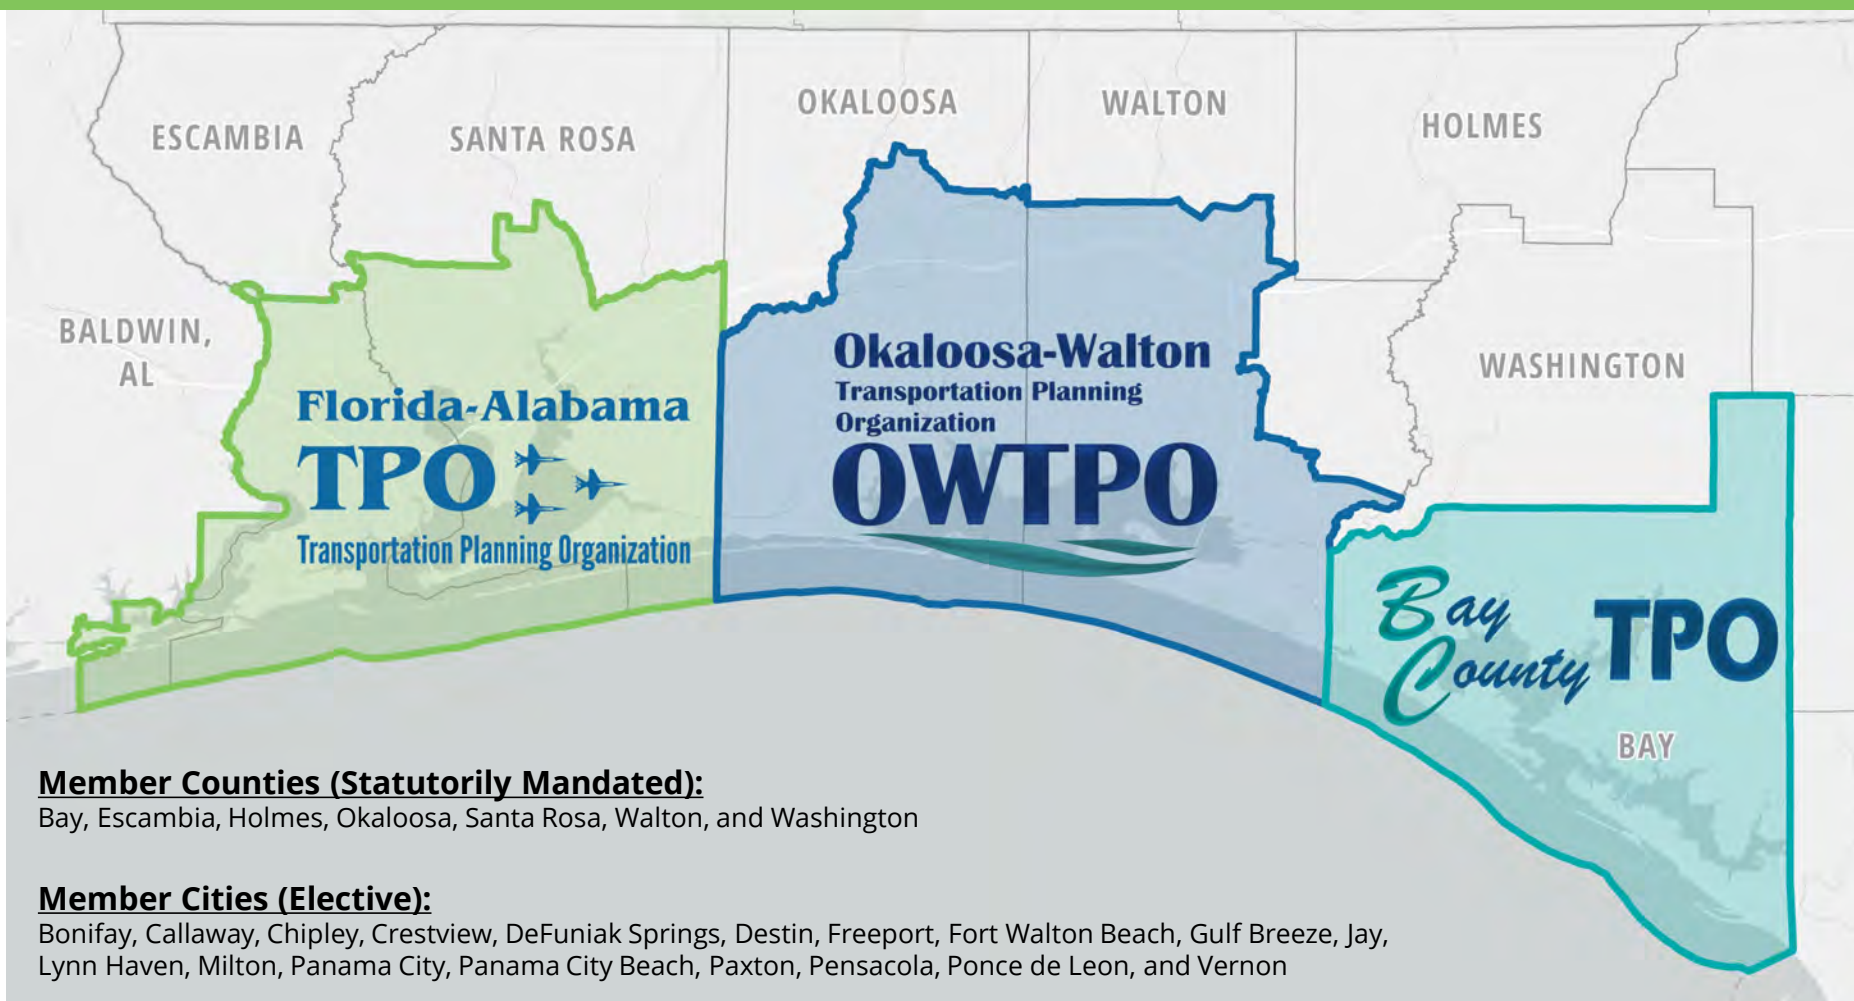 ESCAMBIA
SANTA ROSA
OKALOOSA
WALTON
HOLMES
BALDWIN,
AL
WASHINGTON
Florida-Alabama
TPO
Transportation Planning Organization
Okaloosa-Walton
Transportation Planning
Organization
OWTPO
Bay
County
TPO
BAY
Member Counties (Statutorily Mandated):
Bay, Escambia, Holmes, Okaloosa, Santa Rosa, Walton, and Washington
Member Cities (Elective):
Bonifay, Callaway, Chipley, Crestview, DeFuniak Springs, Destin, Freeport, Fort Walton Beach, Gulf Breeze, Jay,
Lynn Haven, Milton, Panama City, Panama City Beach, Paxton, Pensacola, Ponce de Leon, and Vernon